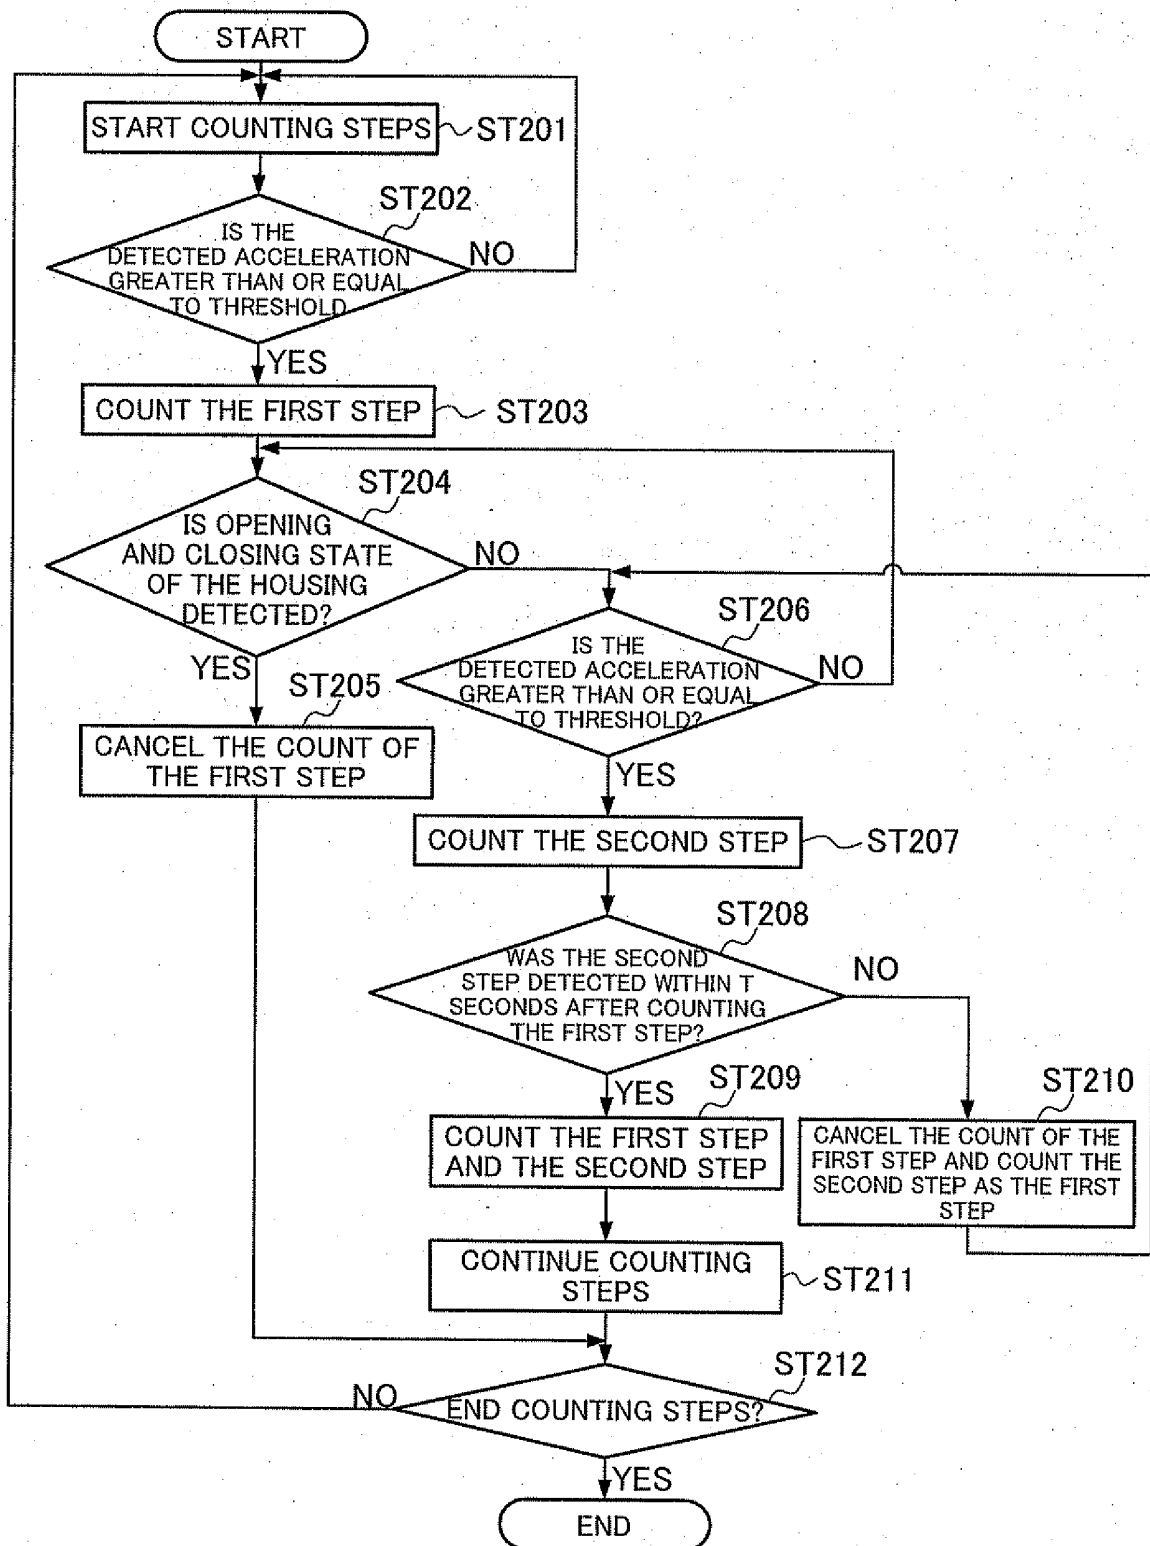 START
START COUNTING STEPS
ST201
ST202
IS THE
DETECTED ACCELERATION
GREATER THAN OR EQUAL
TO THRESHOLD
NO
YES
COUNT THE FIRST STEP
ST203
ST204
IS OPENING
AND CLOSING STATE
OF THE HOUSING
DETECTED?
NO
YES
ST205
CANCEL THE COUNT OF
THE FIRST STEP
ST206
IS THE
DETECTED ACCELERATION
GREATER THAN OR EQUAL
TO THRESHOLD?
NO
YES
COUNT THE SECOND STEP
ST207
ST208
WAS THE SECOND
STEP DETECTED WITHIN T
SECONDS AFTER COUNTING
THE FIRST STEP?
NO
YES
ST209
COUNT THE FIRST STEP
AND THE SECOND STEP
ST210
CANCEL THE COUNT OF THE
FIRST STEP AND COUNT THE
SECOND STEP AS THE FIRST
STEP
CONTINUE COUNTING
STEPS
ST211
ST212
END COUNTING STEPS?
NO
YES
END